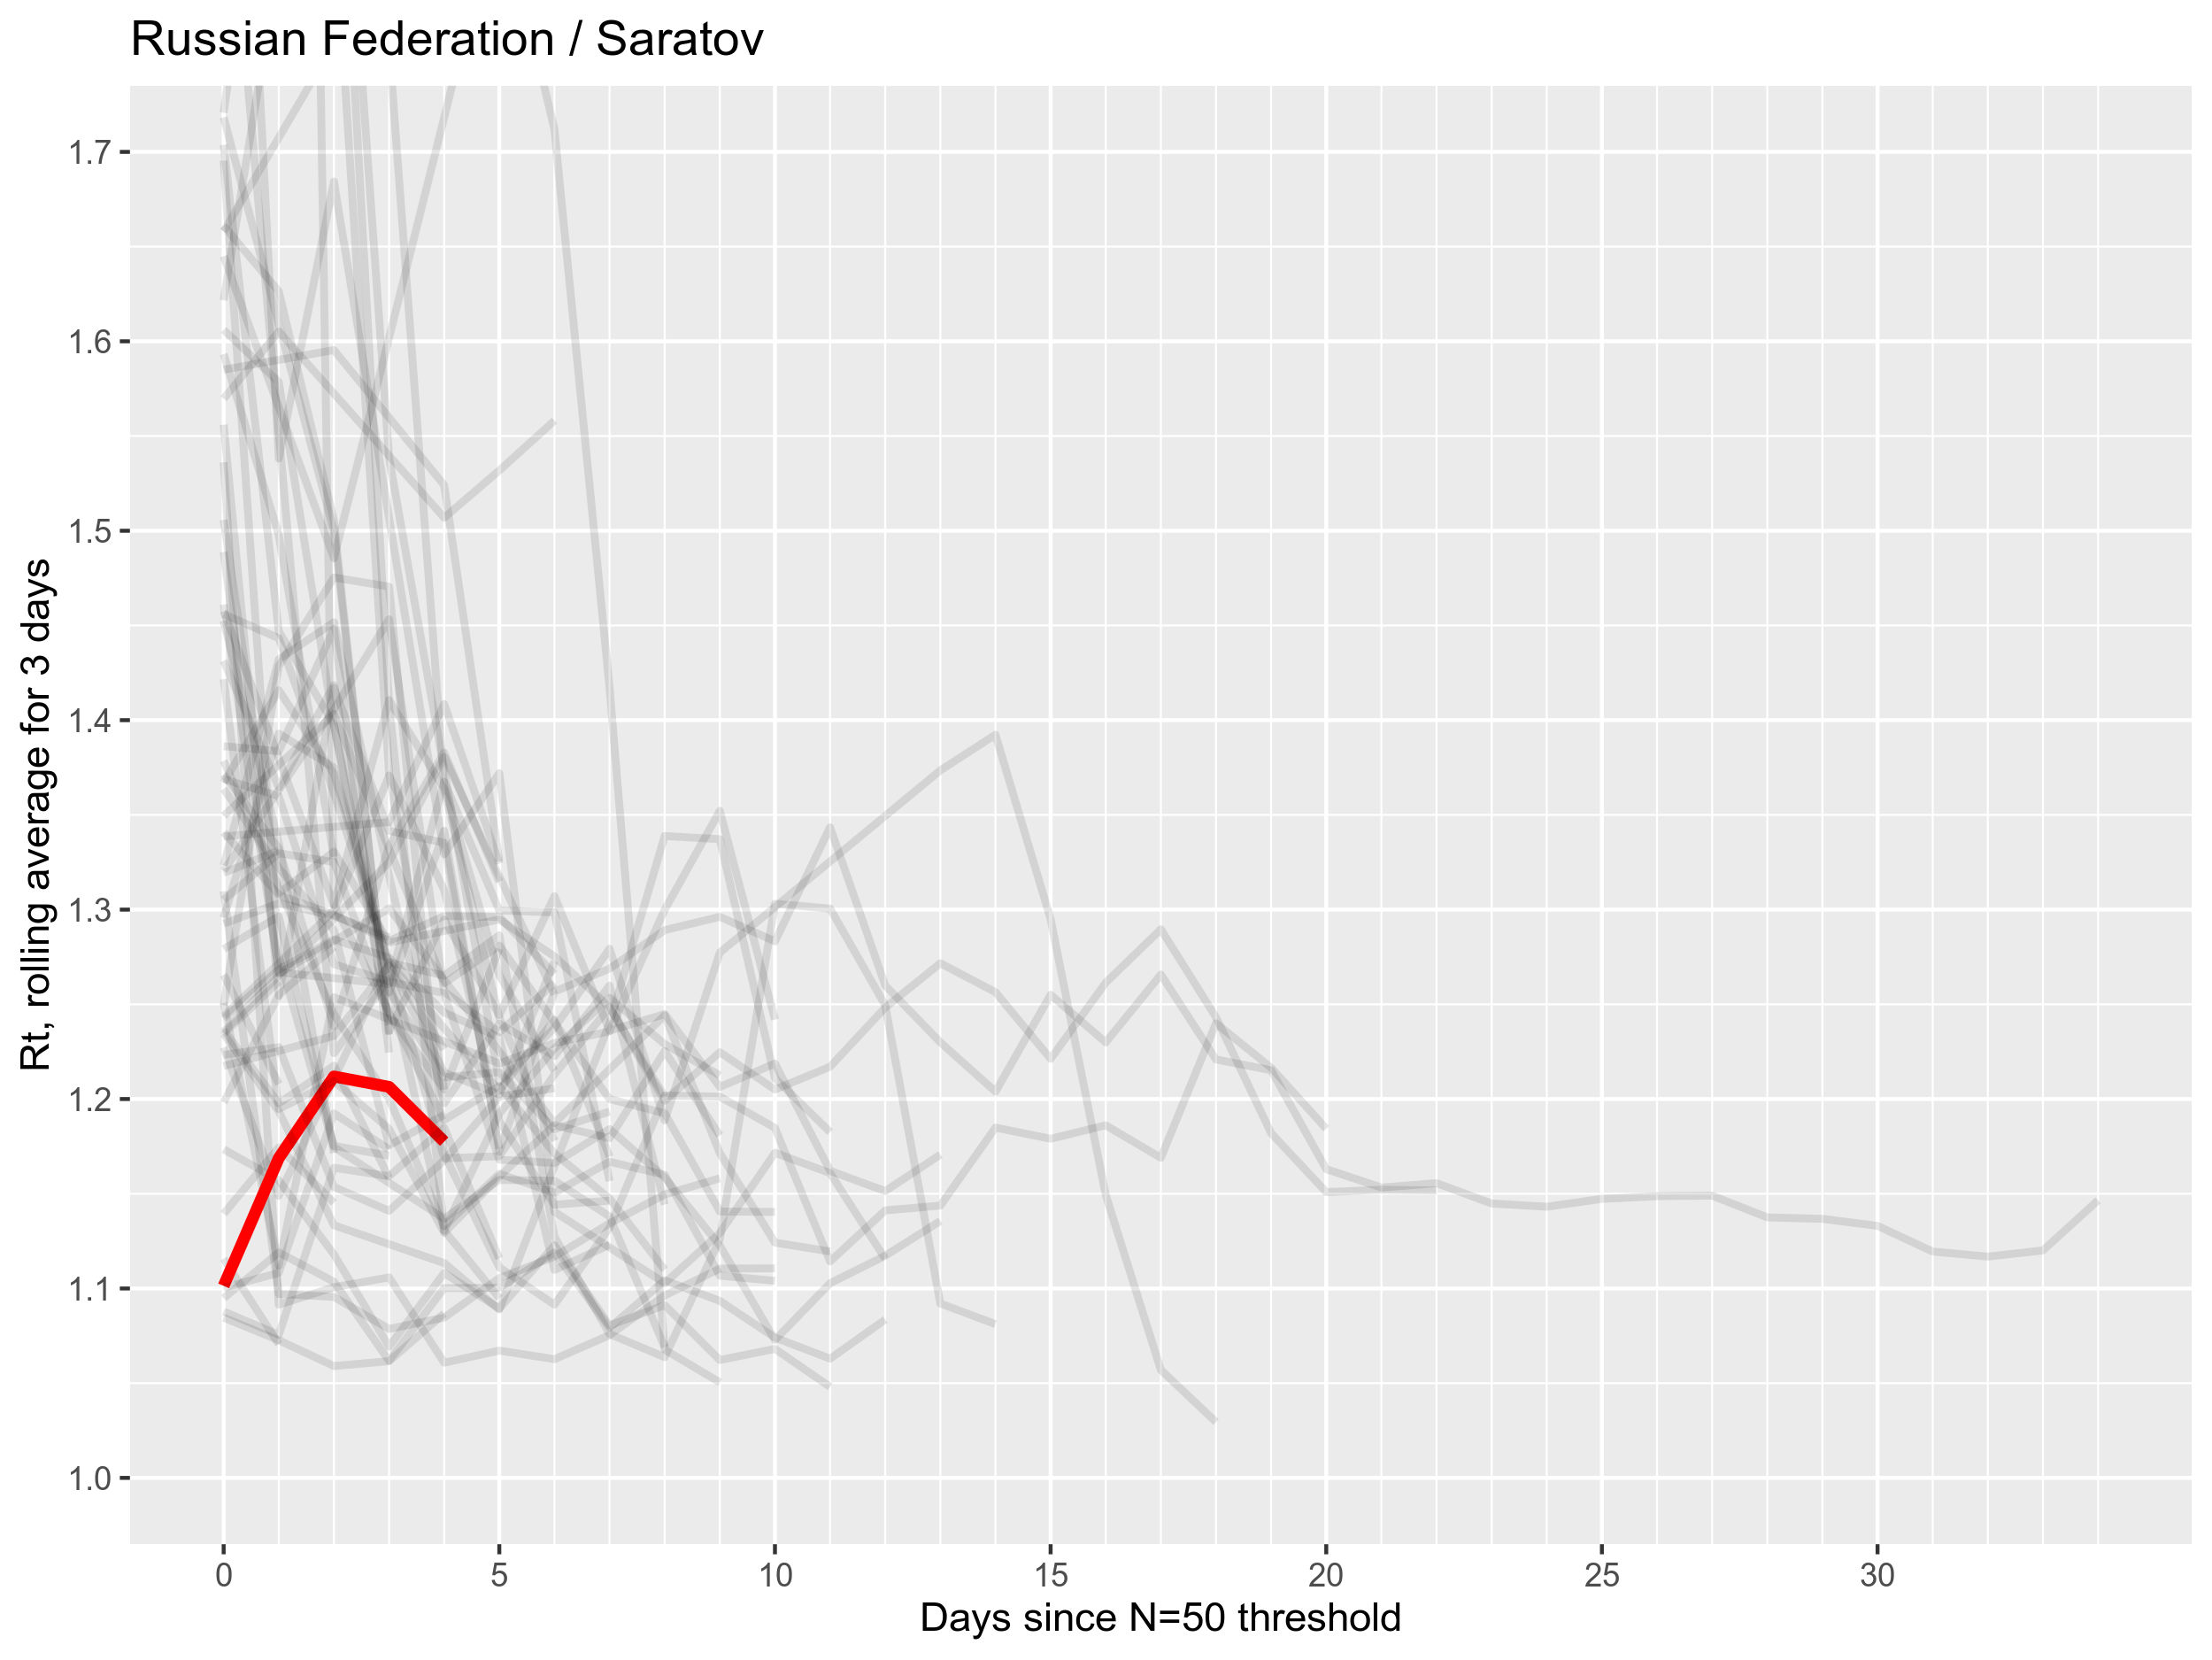 Russian Federation / Saratov
Rt, rolling average for 3 days
1.7
1.6
1.5
1.4
1.3
1.2
1.1
1.0
0 5 10 15 20 25 30
Days since N=50 threshold